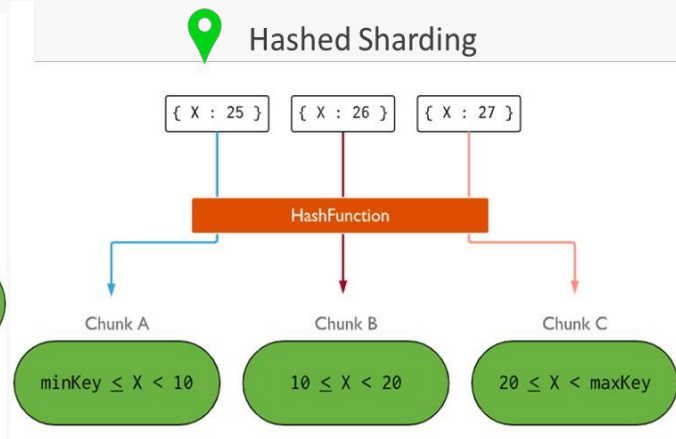 Hashed Sharding
{ X : 25 } { X : 26 } { X : 27 }
HashFunction
Chunk A Chunk B Chunk C
minKey ≤ X < 10 10 ≤ X < 20 20 ≤ X < maxKey